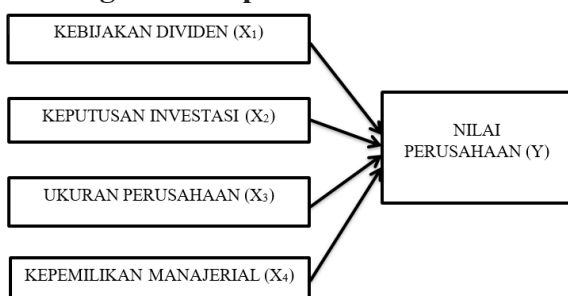 KEBIJAKAN DIVIDEN (X₁)
KEPUTUSAN INVESTASI (X₂)
NILAI
PERUSAHAAN (Y)
UKURAN PERUSAHAAN (X₃)
KEPEMILIKAN MANAJERIAL (X₄)